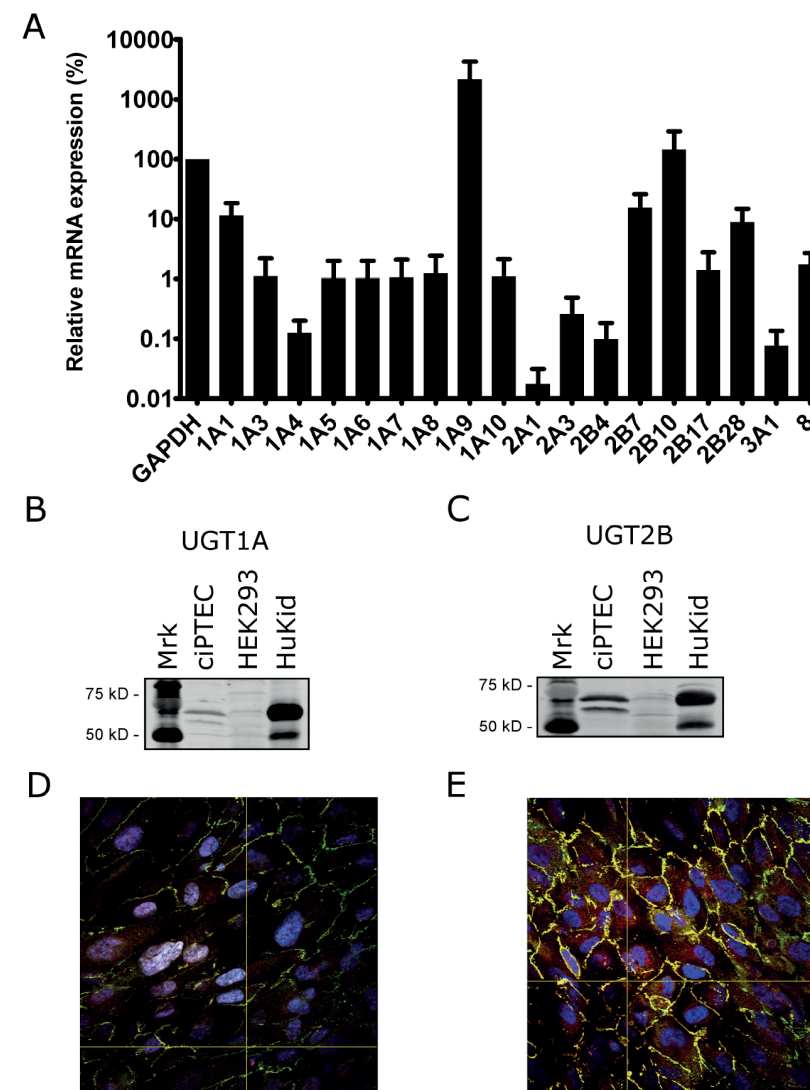 A
Relative mRNA expression (%)
10000
1000
100
10
1
0.1
0.01
GAPDH
1A1
1A3
1A4
1A5
1A6
1A7
1A8
1A9
1A10
2A1
2A3
2B4
2B7
2B10
2B17
2B28
3A1
8
B
UGT1A
Mrk
ciPTEC
HEK293
HuKid
75 kD -
50 kD -
C
UGT2B
Mrk
ciPTEC
HEK293
HuKid
75 kD -
50 kD -
D
E